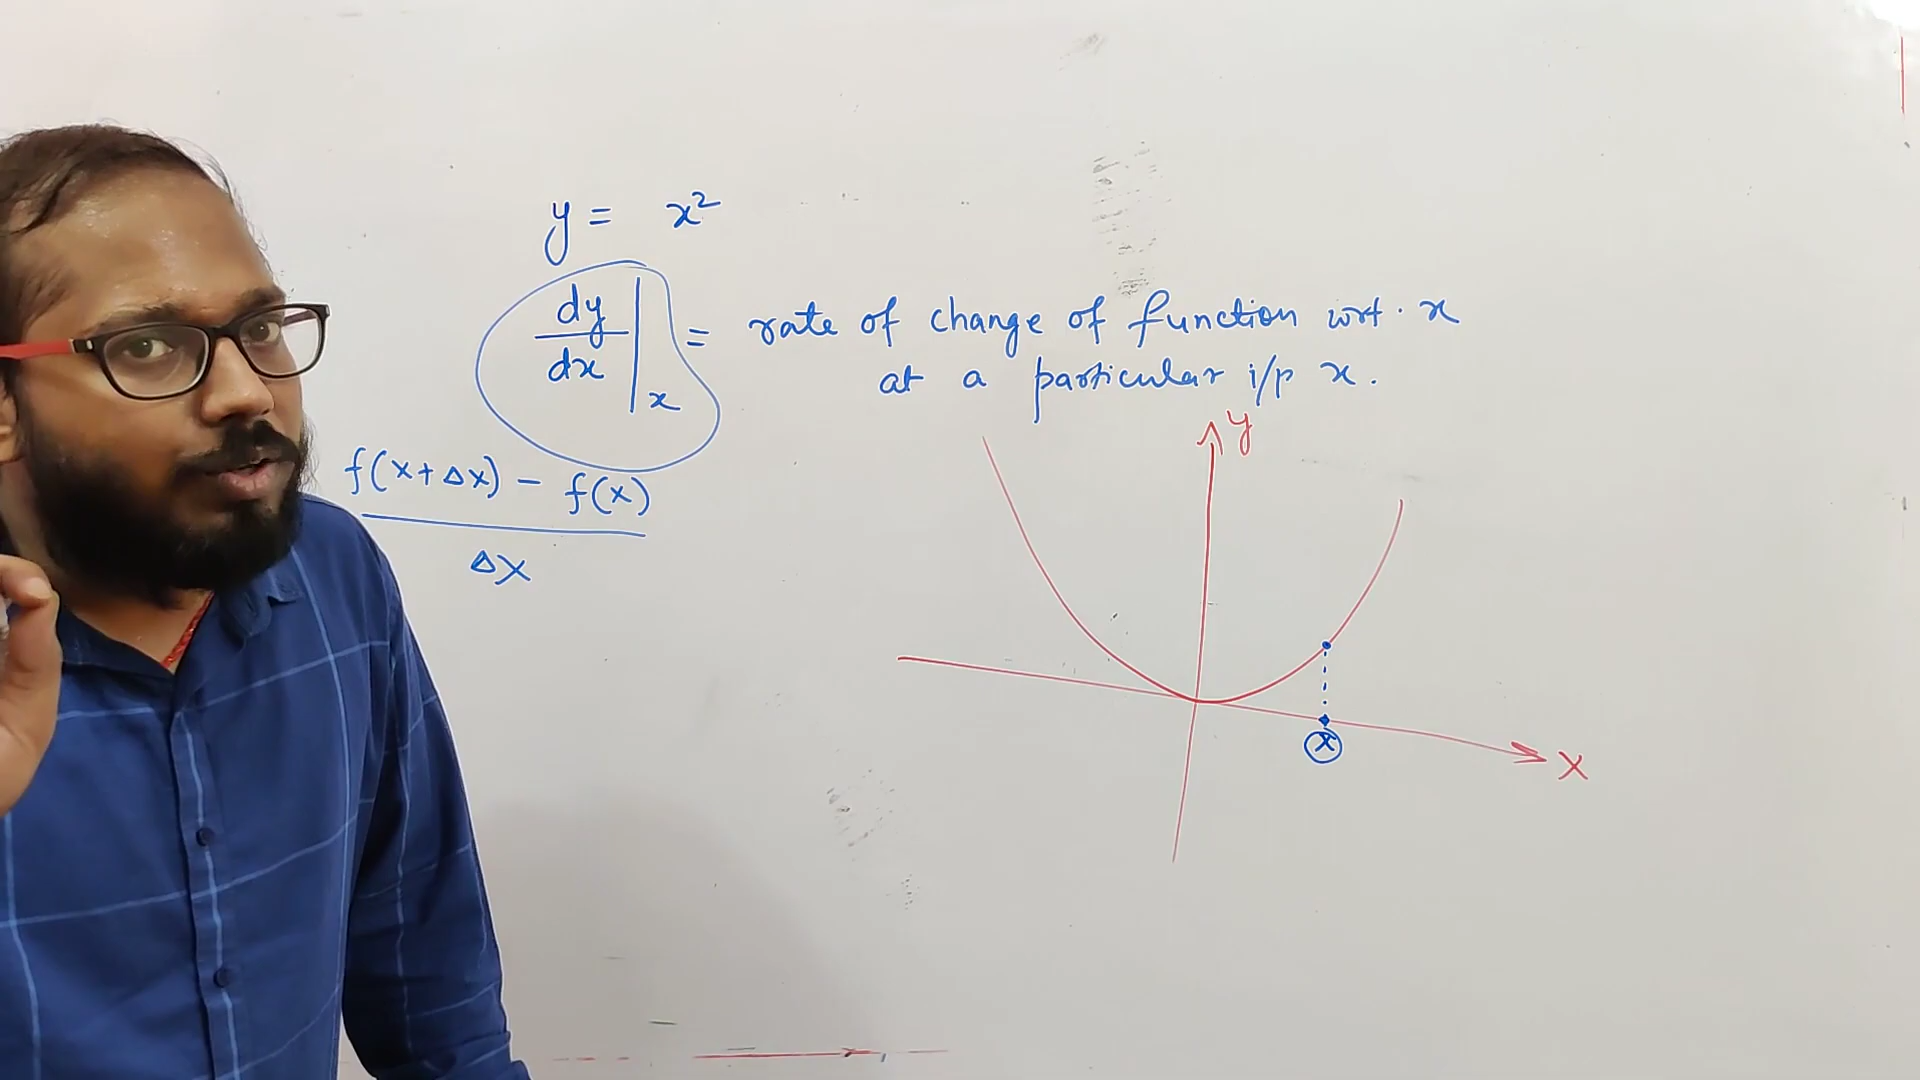 y = x²
dy/dx |x = rate of change of function wrt. x
at a particular i/p x.
f(x+Δx) - f(x)
Δx
y
x
x